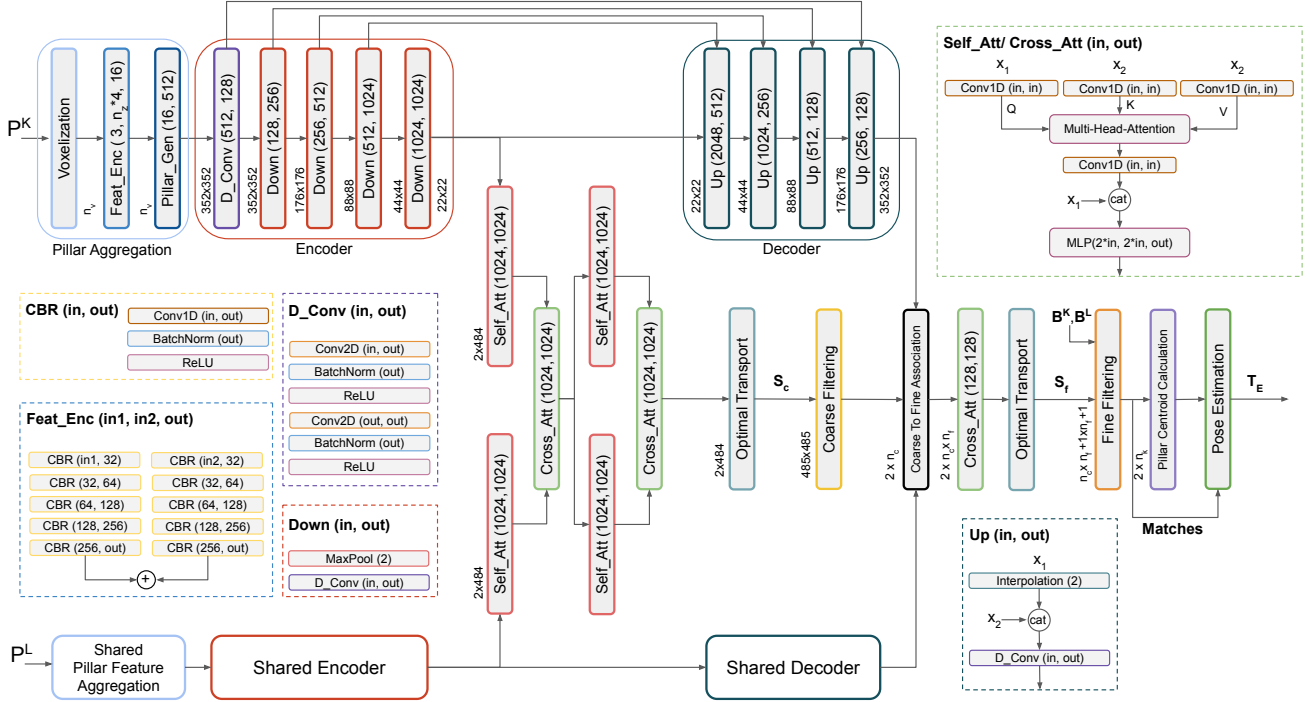 P^K
Voxelization
n_v
Feat_Enc ( 3, n_z*4, 16)
n_v
Pillar_Gen (16, 512)
Pillar Aggregation
352x352
D_Conv (512, 128)
352x352
Down (128, 256)
176x176
Down (256, 512)
88x88
Down (512, 1024)
44x44
Down (1024, 1024)
22x22
Encoder
22x22
Up (2048, 512)
44x44
Up (1024, 256)
88x88
Up (512, 128)
176x176
Up (256, 128)
352x352
Decoder
Self_Att/ Cross_Att (in, out)
x_1
x_2
x_2
Conv1D (in, in)
Conv1D (in, in)
Conv1D (in, in)
Q
K
V
Multi-Head-Attention
Conv1D (in, in)
x_1
cat
MLP(2*in, 2*in, out)
CBR (in, out)
Conv1D (in, out)
BatchNorm (out)
ReLU
D_Conv (in, out)
Conv2D (in, out)
BatchNorm (out)
ReLU
Conv2D (out, out)
BatchNorm (out)
ReLU
Feat_Enc (in1, in2, out)
CBR (in1, 32)
CBR (in2, 32)
CBR (32, 64)
CBR (32, 64)
CBR (64, 128)
CBR (64, 128)
CBR (128, 256)
CBR (128, 256)
CBR (256, out)
CBR (256, out)
+
Down (in, out)
MaxPool (2)
D_Conv (in, out)
2x484
Self_Att (1024,1024)
2x484
Self_Att (1024,1024)
Cross_Att (1024,1024)
Self_Att (1024,1024)
Self_Att (1024,1024)
Cross_Att (1024,1024)
2x484
Optimal Transport
S_c
485x485
Coarse Filtering
2 x n_c
Coarse To Fine Association
2 x n_c x n_f
Cross_Att (128,128)
Optimal Transport
S_f
B^K, B^L
n_c x n_f+1xn_f+1
Fine Filtering
2 x n_k
Pillar Centroid Calculation
Pose Estimation
T_E
Matches
Up (in, out)
x_1
Interpolation (2)
x_2
cat
D_Conv (in, out)
P^L
Shared
Pillar Feature
Aggregation
Shared Encoder
Shared Decoder